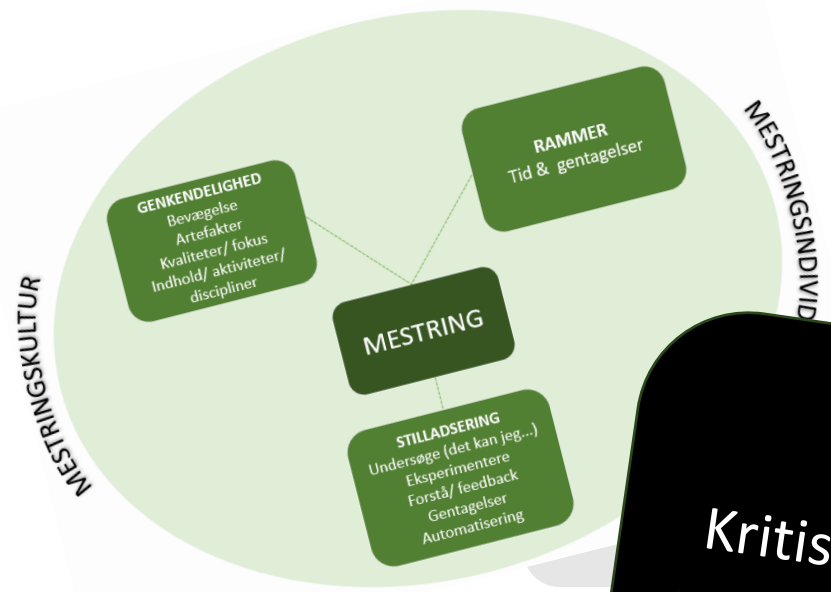 MESTRINGSKULTUR
GENKENDELIGHED
Bevægelse
Artefakter
Kvaliteter/ fokus
Indhold/ aktiviteter/
discipliner
RAMMER
Tid & gentagelser
MESTRING
STILLADSERING
Undersøge (det kan jeg...)
Eksperimentere
Forstå/ feedback
Gentagelser
Automatisering
MESTRINGSINDIVID
Kritis